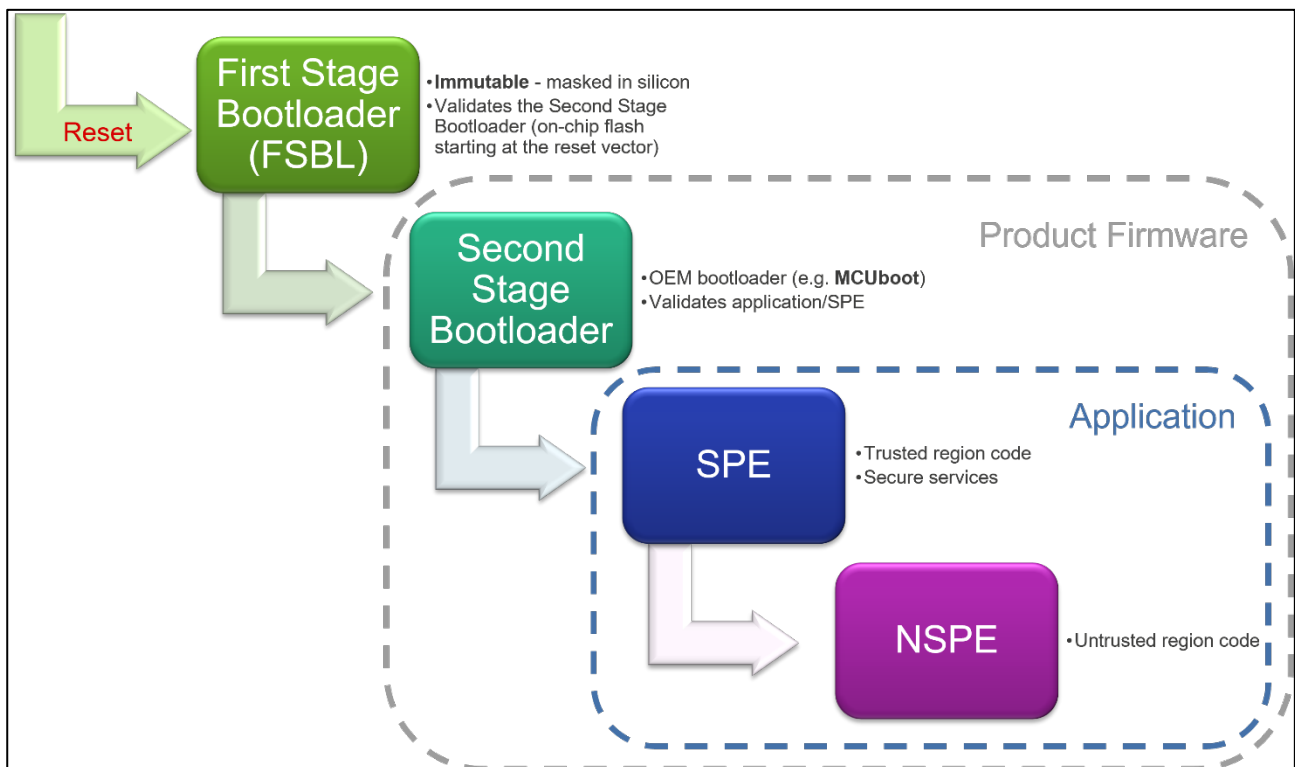 Reset
First Stage
Bootloader
(FSBL)
•Immutable - masked in silicon
•Validates the Second Stage
Bootloader (on-chip flash
starting at the reset vector)
Product Firmware
Second
Stage
Bootloader
•OEM bootloader (e.g. MCUboot)
•Validates application/SPE
Application
SPE
•Trusted region code
•Secure services
NSPE
•Untrusted region code